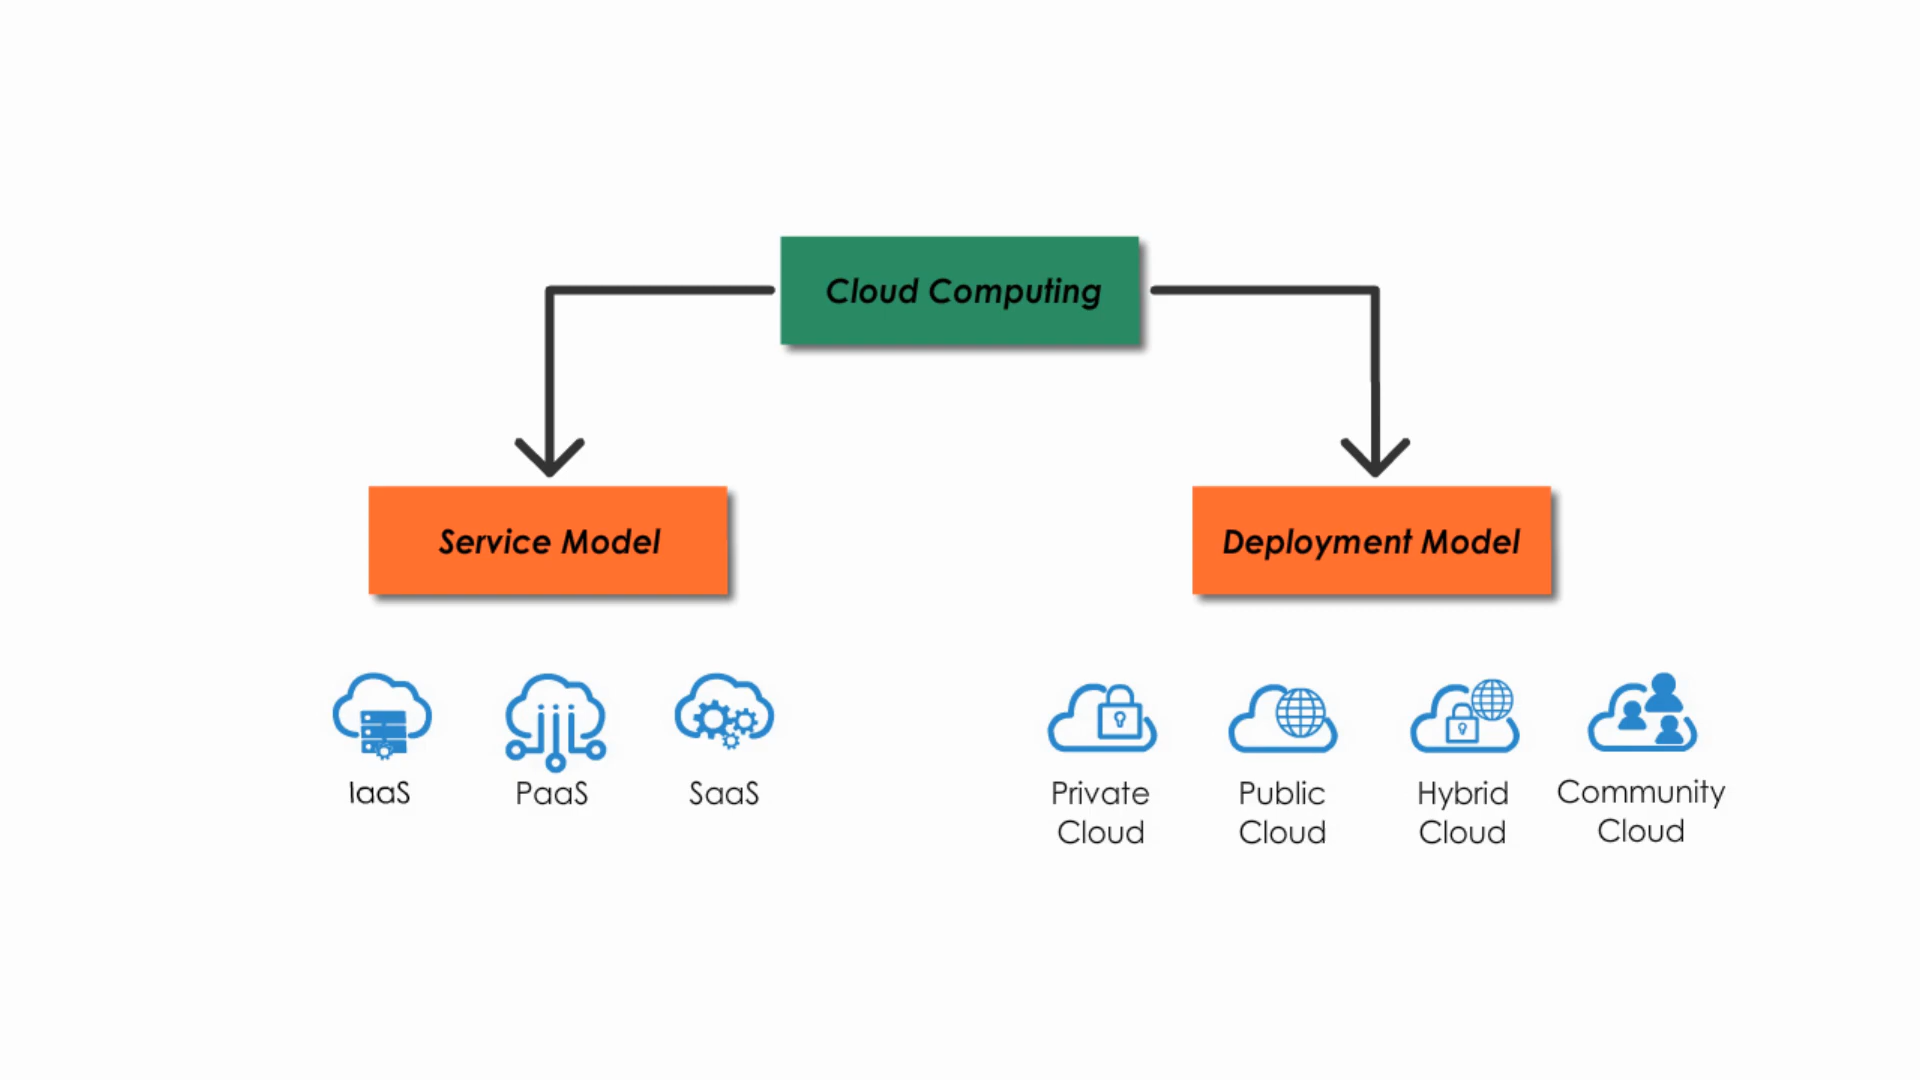 Cloud Computing
Service Model
Deployment Model
IaaS
PaaS
SaaS
Private
Cloud
Public
Cloud
Hybrid
Cloud
Community
Cloud